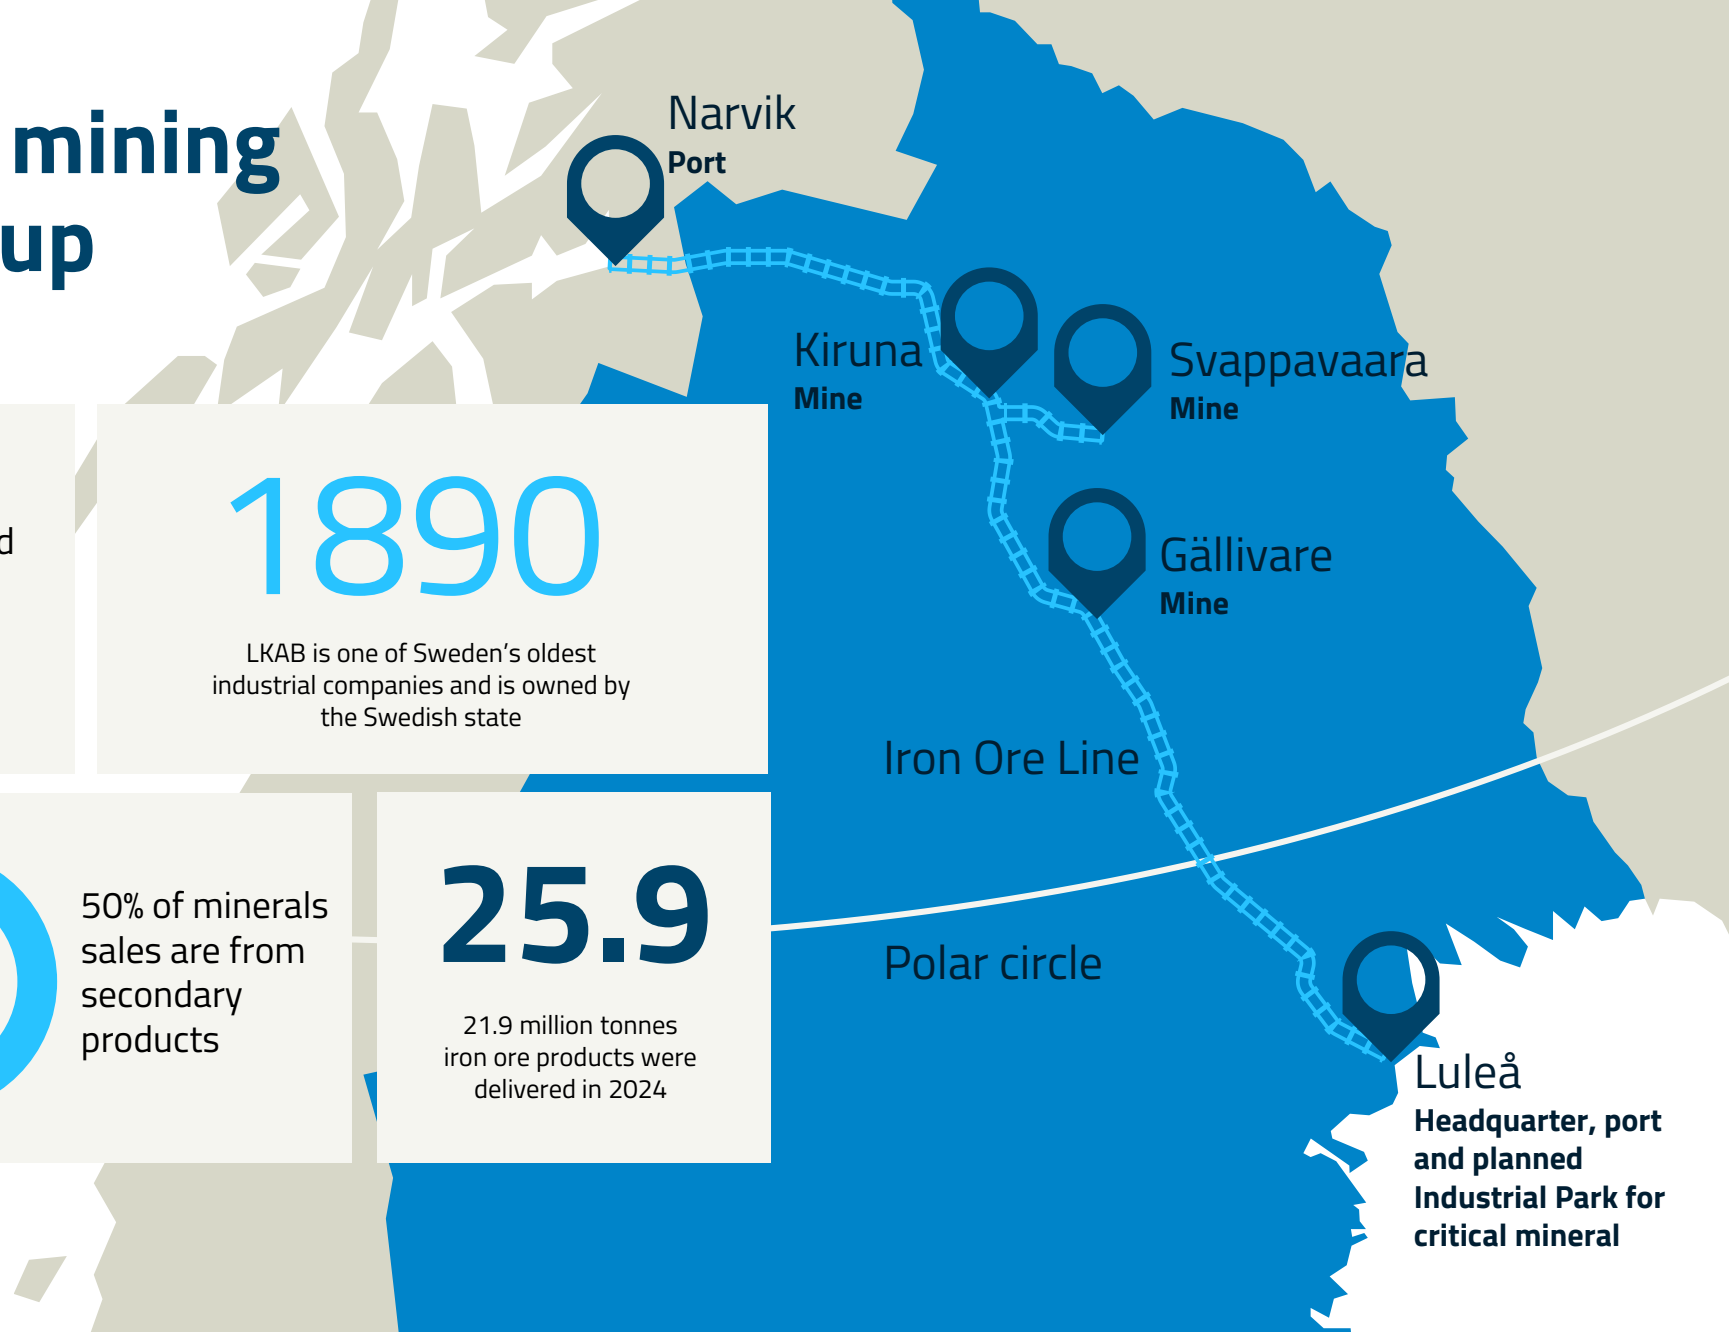 mining
up
Narvik
Port
Kiruna
Mine
Svappavaara
Mine
Gällivare
Mine
d
1890
LKAB is one of Sweden’s oldest
industrial companies and is owned by
the Swedish state
Iron Ore Line
50% of minerals
sales are from
secondary
products
25.9
21.9 million tonnes
iron ore products were
delivered in 2024
Polar circle
Luleå
Headquarter, port
and planned
Industrial Park for
critical mineral